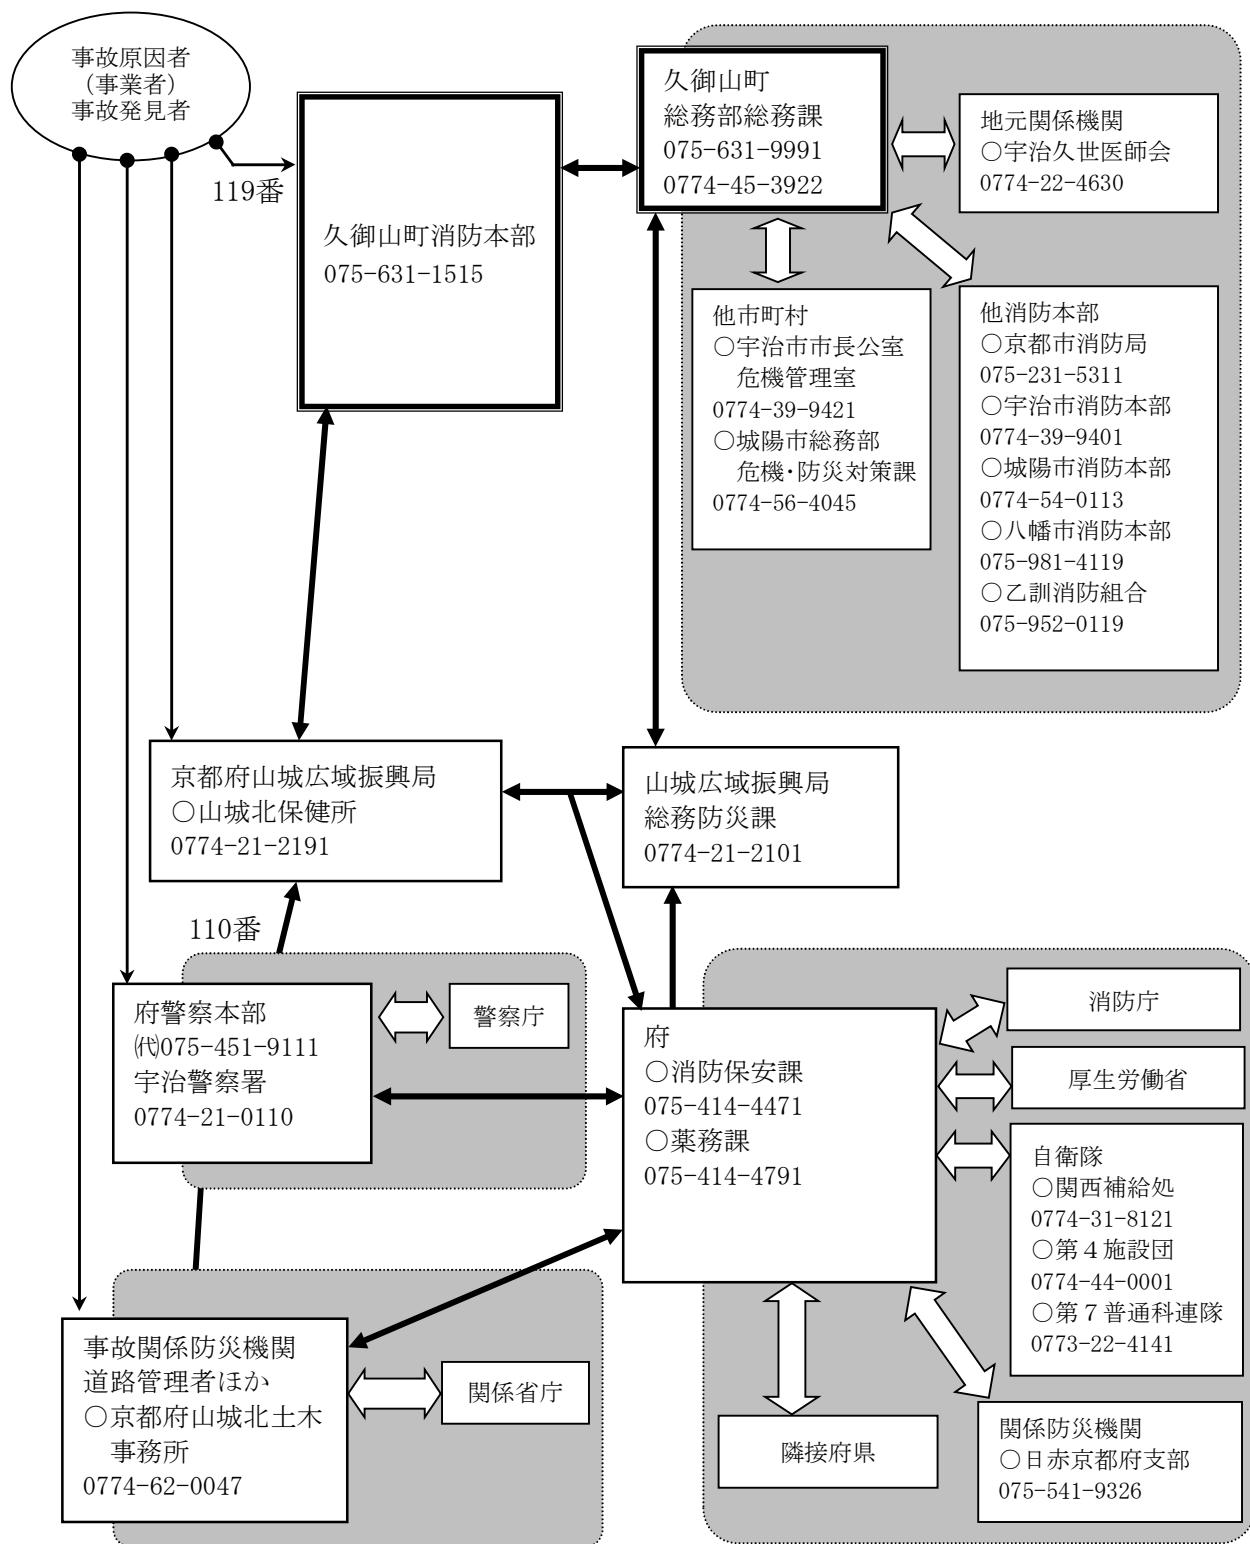 事故原因者
(事業者)
事故発見者
119番
久御山町消防本部
075-631-1515
久御山町
総務部総務課
075-631-9991
0774-45-3922
地元関係機関
○宇治久世医師会
0774-22-4630
他市町村
○宇治市市長公室
危機管理室
0774-39-9421
○城陽市総務部
危機・防災対策課
0774-56-4045
他消防本部
○京都市消防局
075-231-5311
○宇治市消防本部
0774-39-9401
○城陽市消防本部
0774-54-0113
○八幡市消防本部
075-981-4119
○乙訓消防組合
075-952-0119
京都府山城広域振興局
○山城北保健所
0774-21-2191
山城広域振興局
総務防災課
0774-21-2101
110番
府警察本部
㈹075-451-9111
宇治警察署
0774-21-0110
警察庁
府
○消防保安課
075-414-4471
○薬務課
075-414-4791
消防庁
厚生労働省
自衛隊
○関西補給処
0774-31-8121
○第4施設団
0774-44-0001
○第7普通科連隊
0773-22-4141
事故関係防災機関
道路管理者ほか
○京都府山城北土木
事務所
0774-62-0047
関係省庁
隣接府県
関係防災機関
○日赤京都府支部
075-541-9326